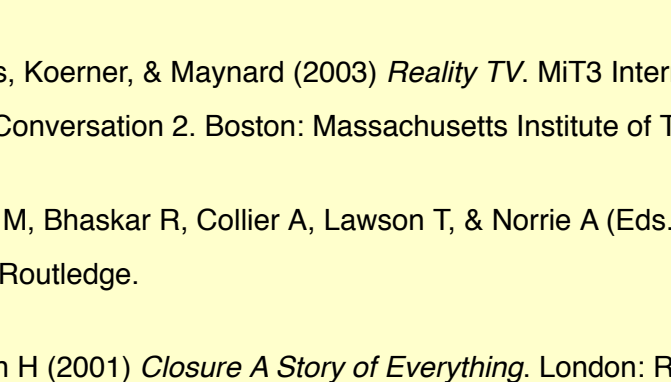 s, Koerner, & Maynard (2003) Reality TV. MiT3 Inter
Conversation 2. Boston: Massachusetts Institute of T
M, Bhaskar R, Collier A, Lawson T, & Norrie A (Eds.
Routledge.
n H (2001) Closure A Story of Everything. London: R